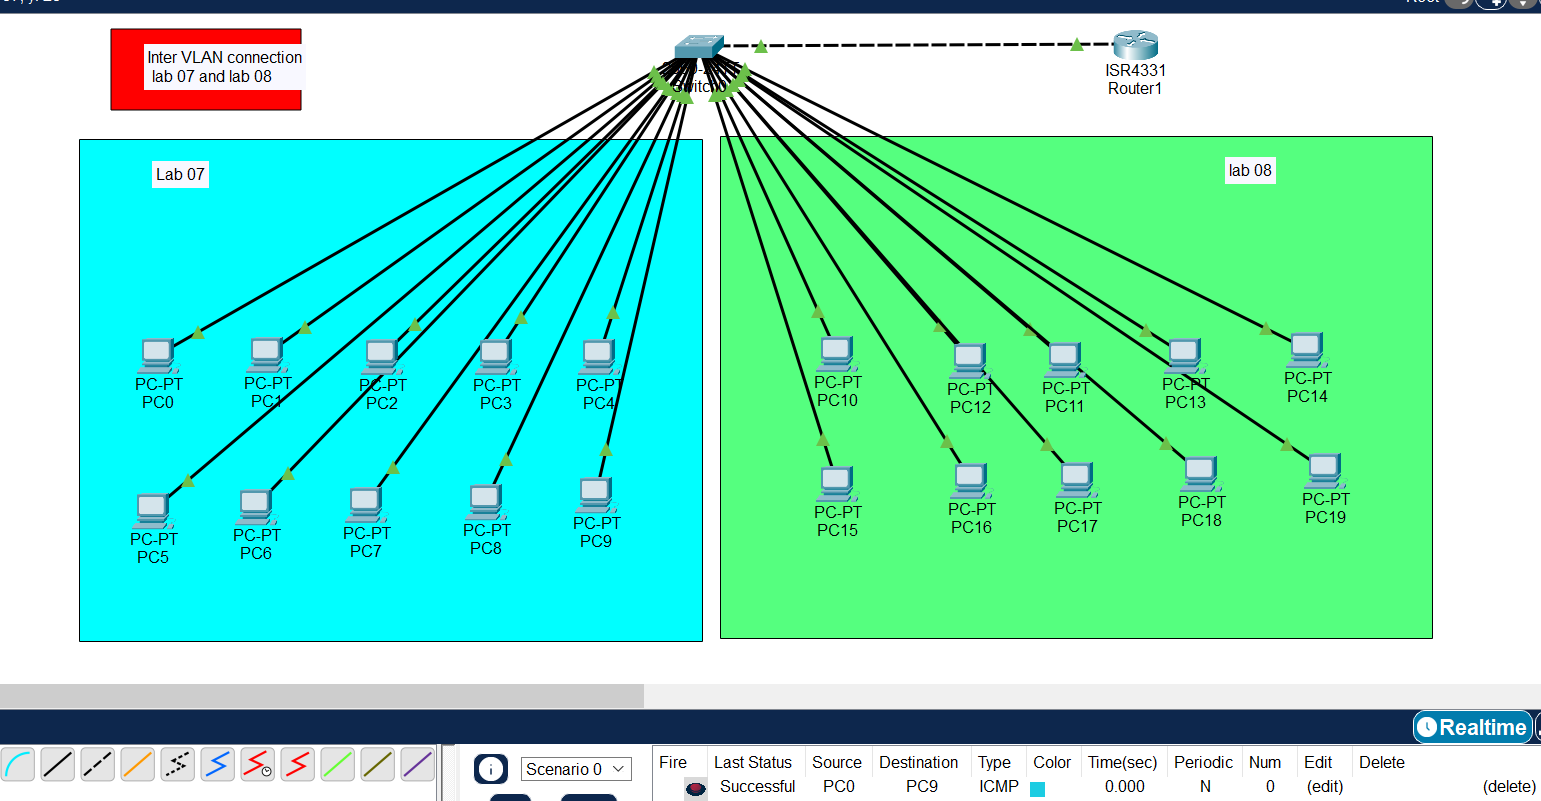 Root
Inter VLAN connection
lab 07 and lab 08
Switch0
ISR4331
Router1
Lab 07
lab 08
PC-PT
PC0
PC-PT
PC1
PC-PT
PC2
PC-PT
PC3
PC-PT
PC4
PC-PT
PC10
PC-PT
PC12
PC-PT
PC11
PC-PT
PC13
PC-PT
PC14
PC-PT
PC5
PC-PT
PC6
PC-PT
PC7
PC-PT
PC8
PC-PT
PC9
PC-PT
PC15
PC-PT
PC16
PC-PT
PC17
PC-PT
PC18
PC-PT
PC19
Realtime
Scenario 0
Fire Last Status Source Destination Type Color Time(sec) Periodic Num Edit Delete
Successful PC0 PC9 ICMP 0.000 N 0 (edit) (delete)